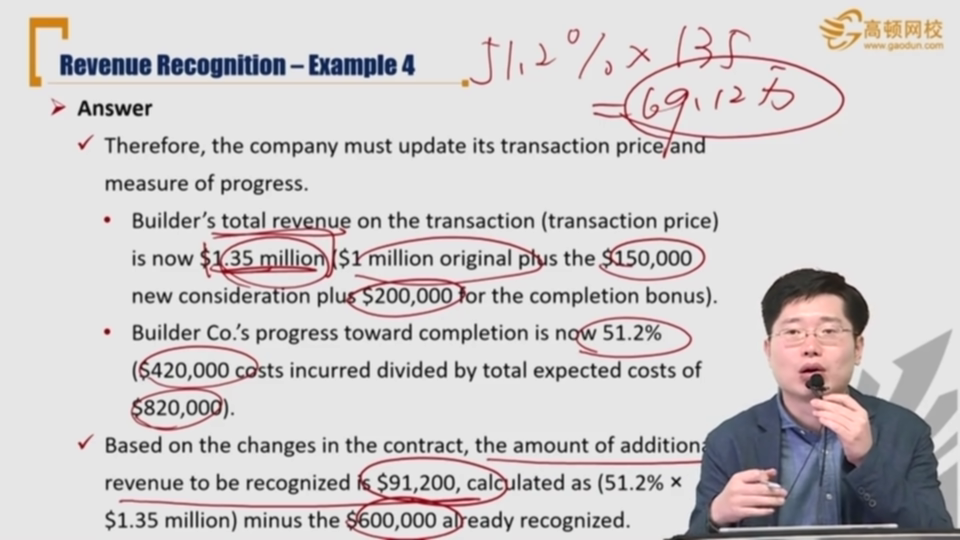 高顿网校
www.gaodun.com
Revenue Recognition – Example 4
51.2% × 135
= 69.12万
➢ Answer
✓ Therefore, the company must update its transaction price and
measure of progress.
• Builder's total revenue on the transaction (transaction price)
is now $1.35 million ($1 million original plus the $150,000
new consideration plus $200,000 for the completion bonus).
• Builder Co.'s progress toward completion is now 51.2%
($420,000 costs incurred divided by total expected costs of
$820,000).
✓ Based on the changes in the contract, the amount of additiona
revenue to be recognized is $91,200, calculated as (51.2% ×
$1.35 million) minus the $600,000 already recognized.